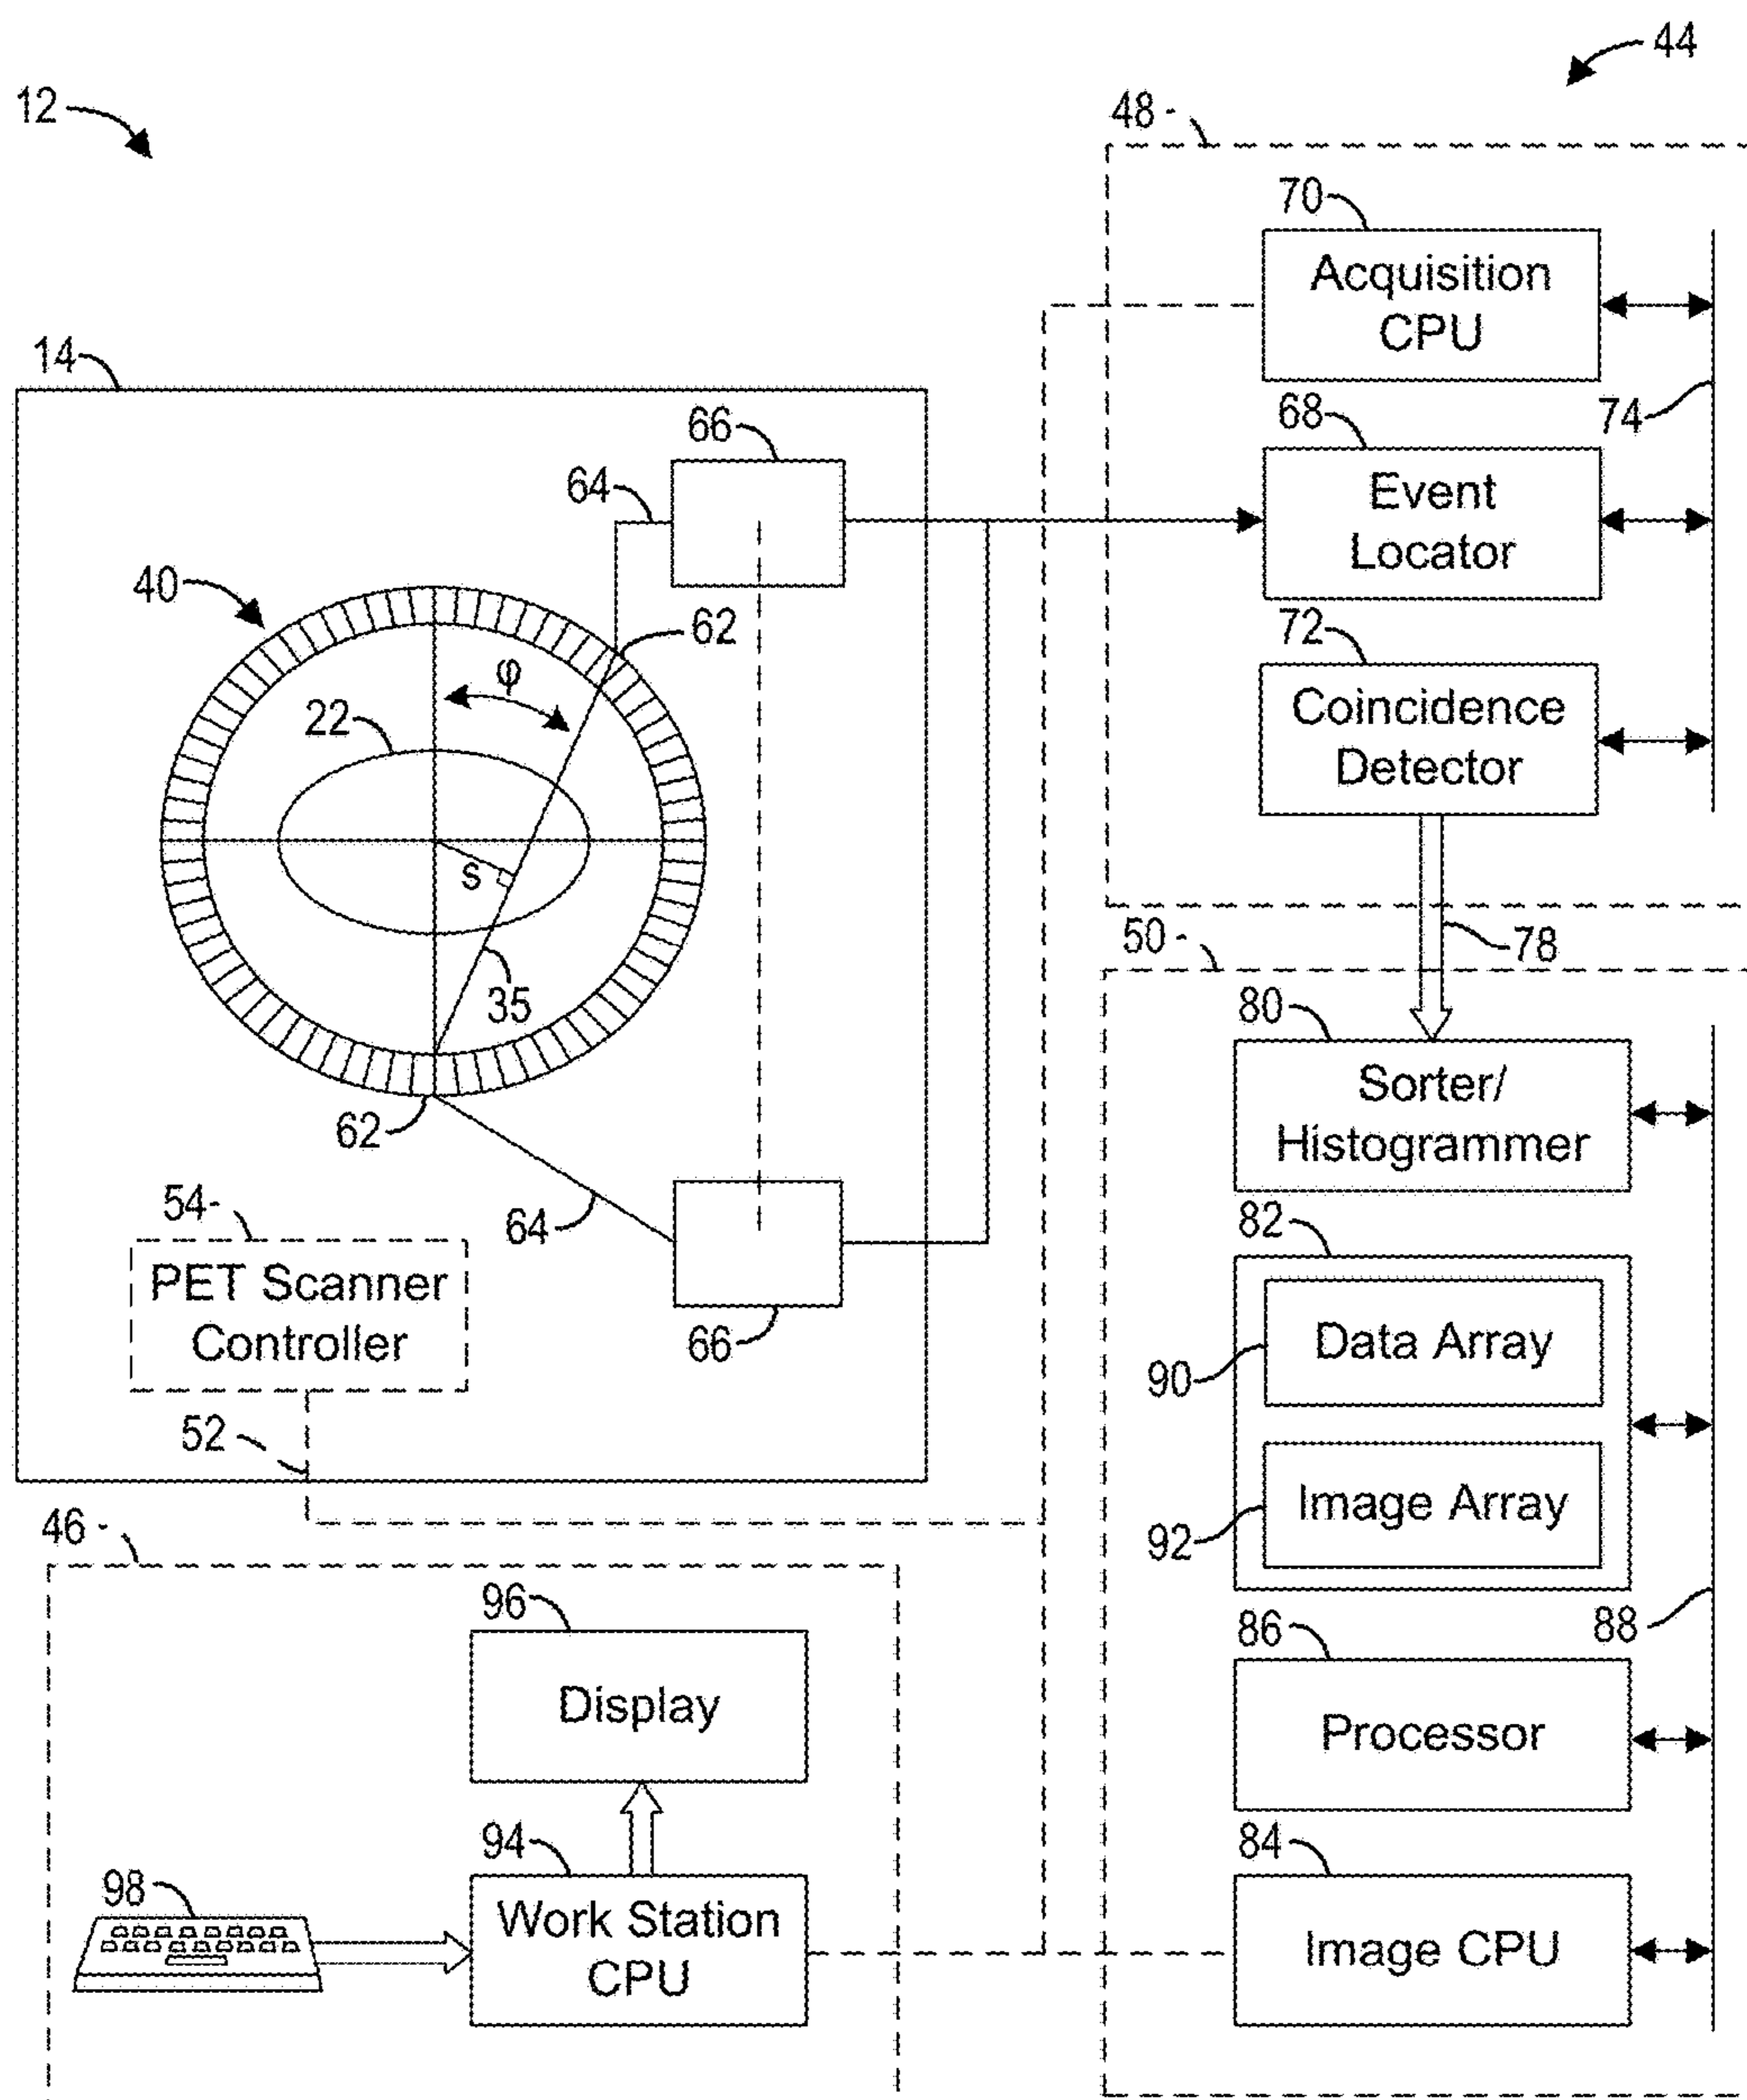 44
12
48
70
Acquisition
CPU
14
74
66
68
64
Event
Locator
40
62
72
φ
22
Coincidence
Detector
s
78
50
35
80
62
Sorter/
Histogrammer
54
64
82
PET Scanner
Controller
66
Data Array
90
52
Image Array
92
46
96
86
88
Display
Processor
94
84
98
Work Station
CPU
Image CPU